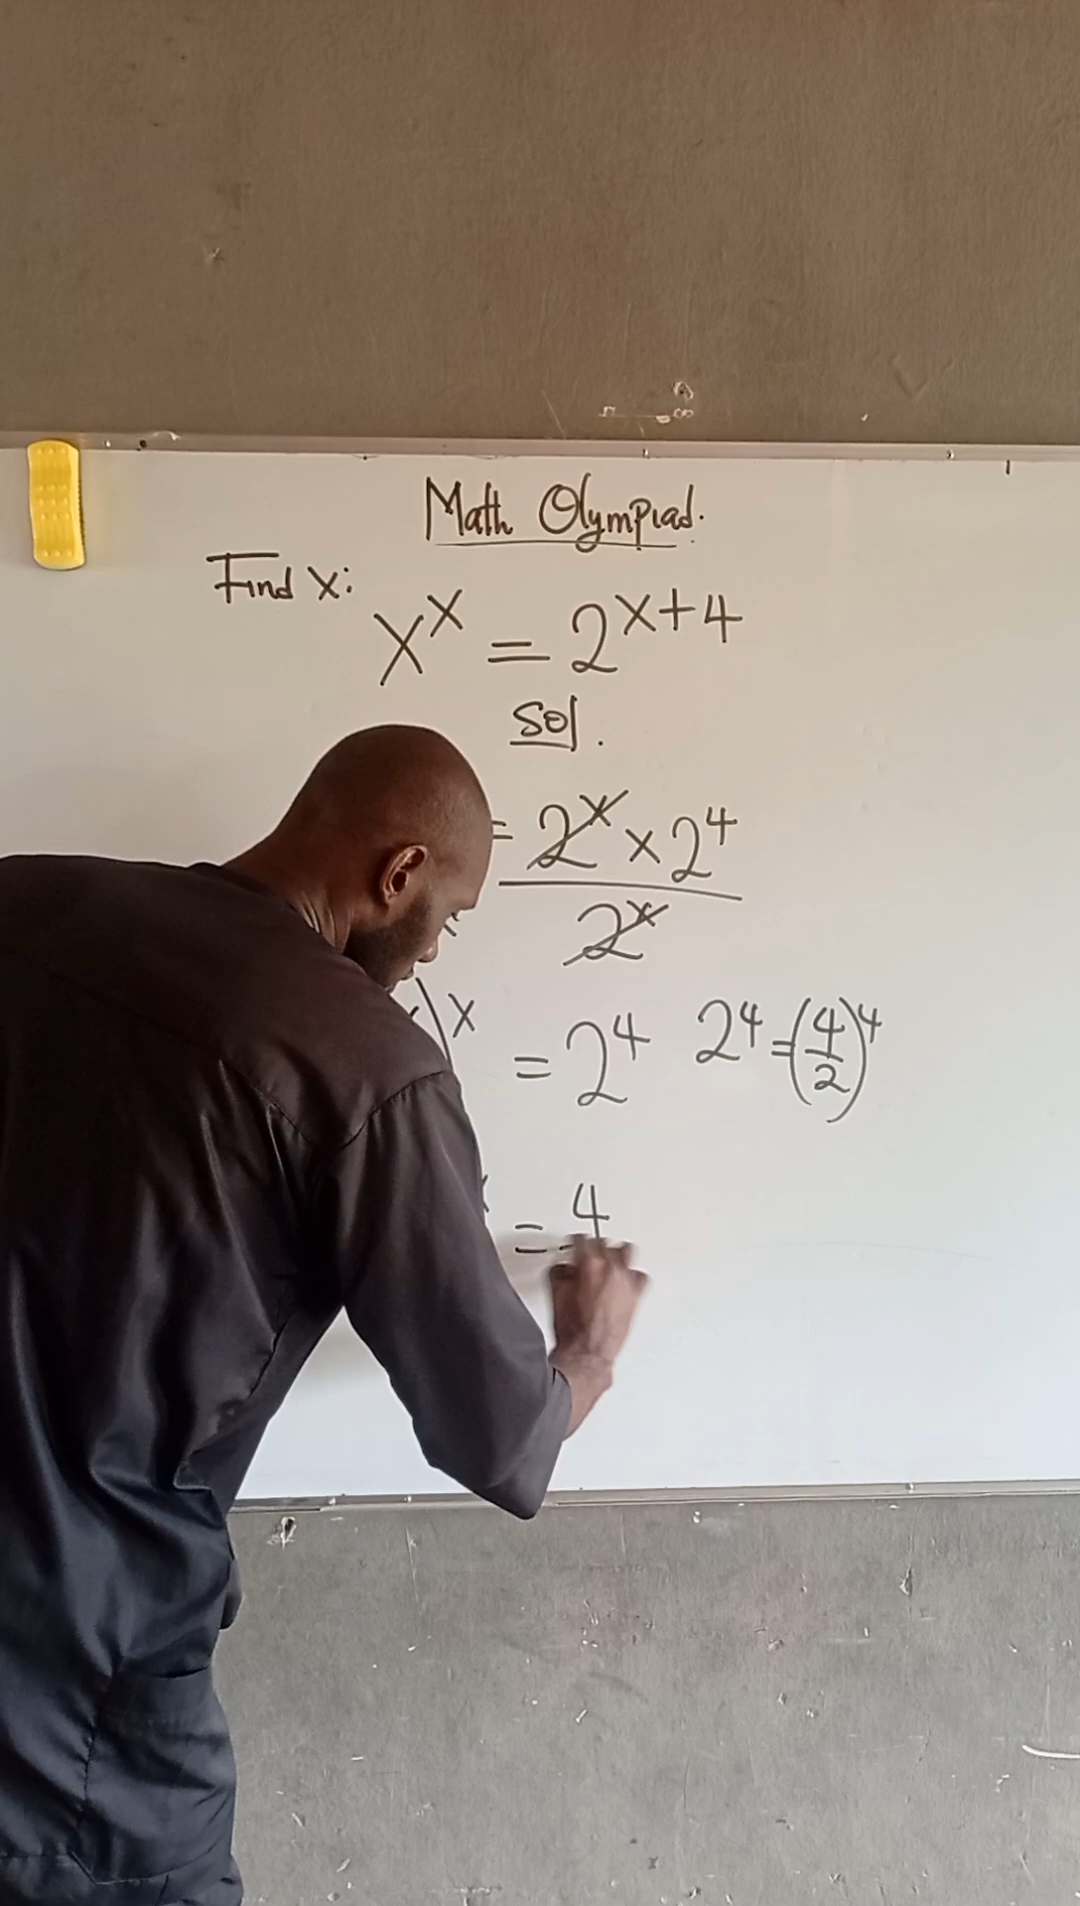 Math Olympiad.
Find x:
x^x = 2^(x+4)
Sol.
= 2^x × 2^4
2^x
x
= 2^4 2^4 = (4/2)^4
= 4